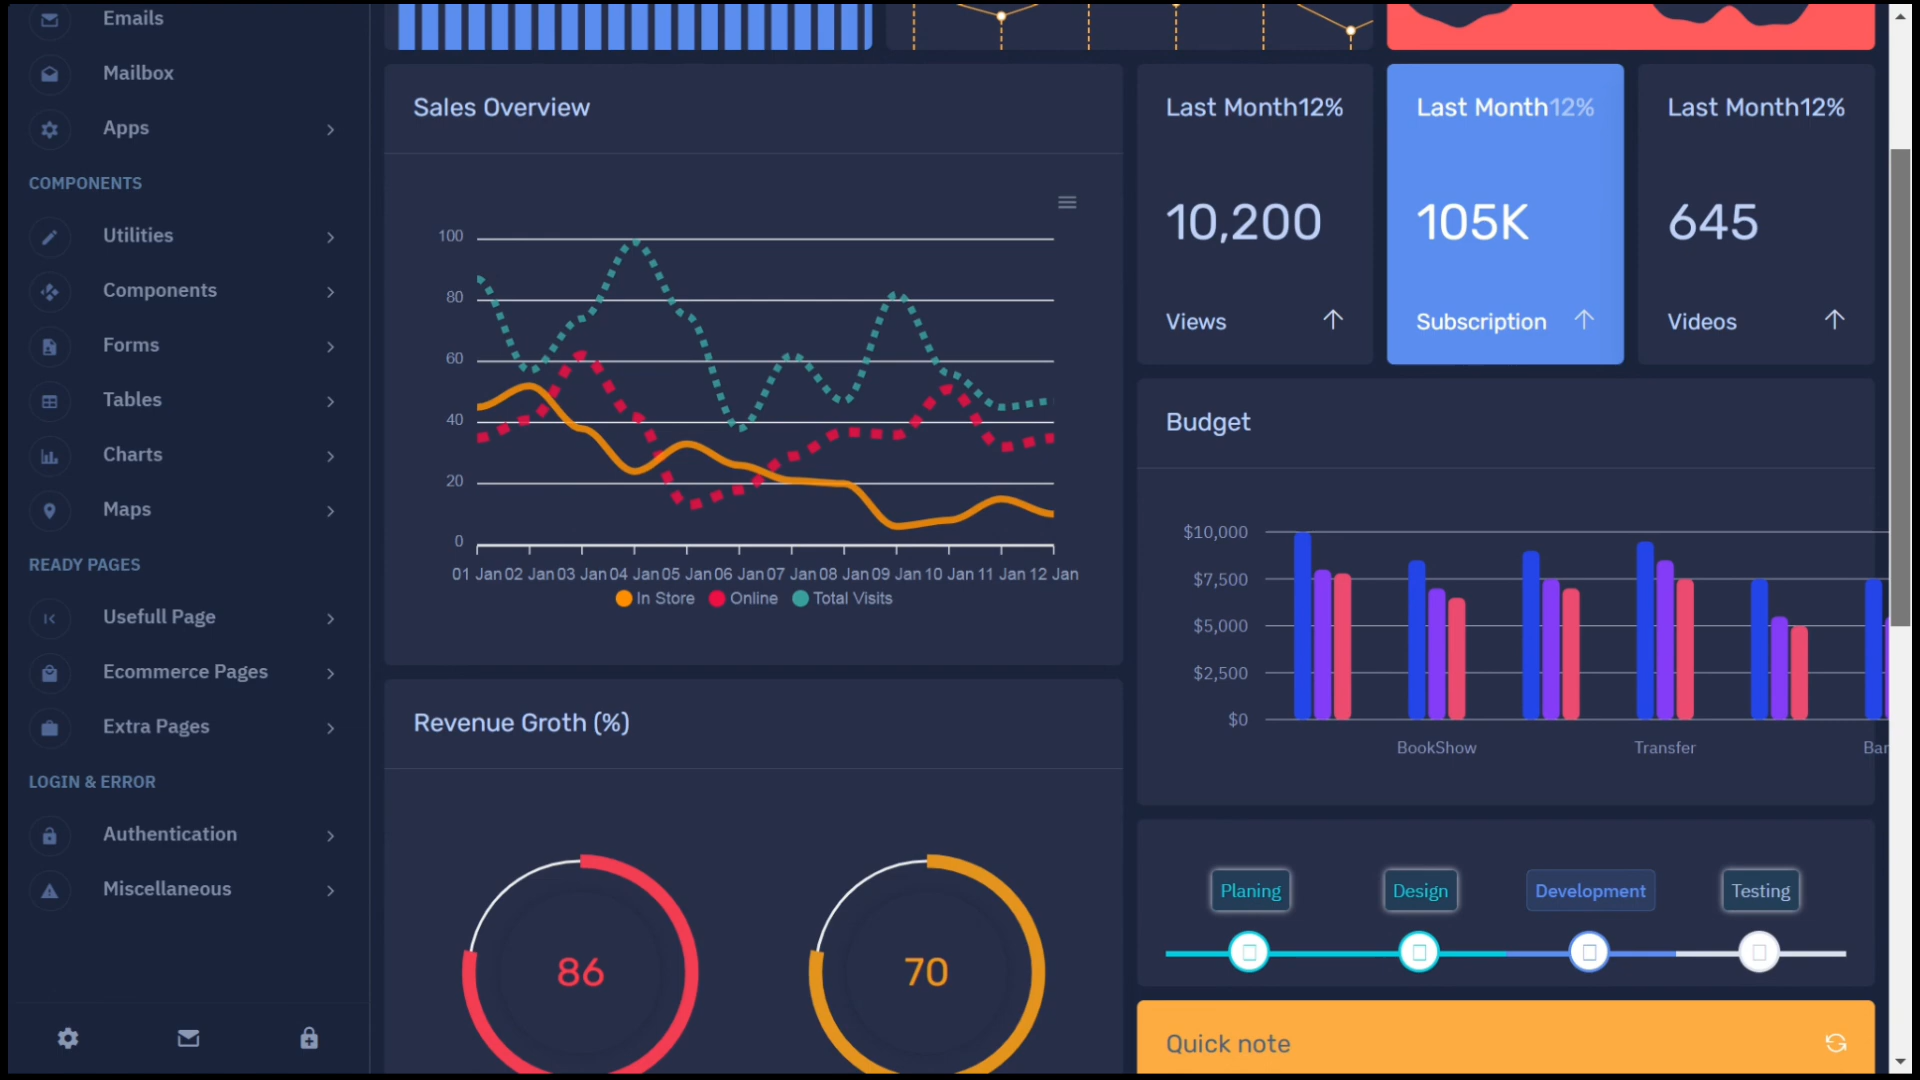 Emails
Mailbox
Apps
COMPONENTS
Utilities
Components
Forms
Tables
Charts
Maps
READY PAGES
Usefull Page
Ecommerce Pages
Extra Pages
LOGIN & ERROR
Authentication
Miscellaneous
Sales Overview
100
80
60
40
20
0
01 Jan 02 Jan 03 Jan 04 Jan 05 Jan 06 Jan 07 Jan 08 Jan 09 Jan 10 Jan 11 Jan 12 Jan
In Store Online Total Visits
Revenue Groth (%)
86
70
Last Month12%
10,200
Views
Last Month12%
105K
Subscription
Last Month12%
645
Videos
Budget
$10,000
$7,500
$5,000
$2,500
$0
BookShow Transfer Bar
Planing Design Development Testing
Quick note